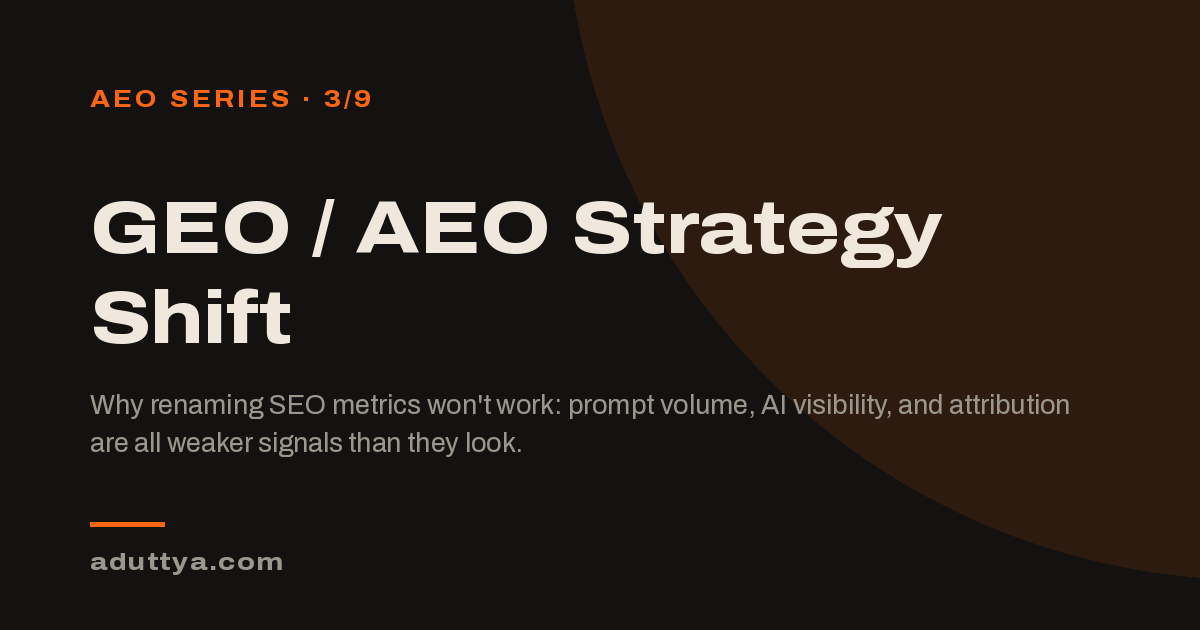 AEO SERIES · 3/9
GEO / AEO Strategy
Shift
Why renaming SEO metrics won't work: prompt volume, AI visibility, and attribution
are all weaker signals than they look.
aduttya.com